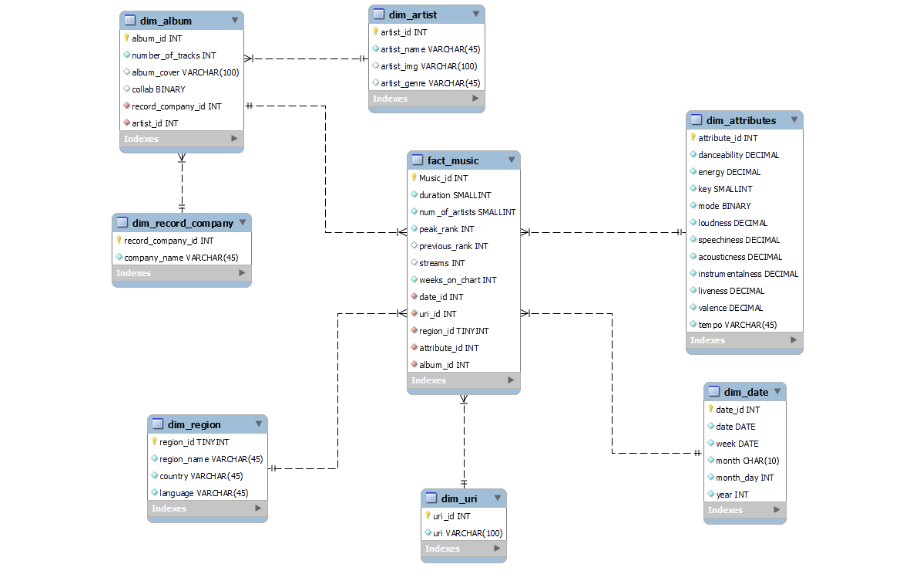 dim_album
album_id INT
number_of_tracks INT
album_cover VARCHAR(100)
collab BINARY
record_company_id INT
artist_id INT
Indexes
dim_artist
artist_id INT
artist_name VARCHAR(45)
artist_img VARCHAR(100)
artist_genre VARCHAR(45)
Indexes
dim_record_company
record_company_id INT
company_name VARCHAR(45)
Indexes
fact_music
Music_id INT
duration SMALLINT
num_of_artists SMALLINT
peak_rank INT
previous_rank INT
streams INT
weeks_on_chart INT
date_id INT
uri_id INT
region_id TINYINT
attribute_id INT
album_id INT
Indexes
dim_attributes
attribute_id INT
danceability DECIMAL
energy DECIMAL
key SMALLINT
mode BINARY
loudness DECIMAL
speechiness DECIMAL
acousticness DECIMAL
instrumentalness DECIMAL
liveness DECIMAL
valence DECIMAL
tempo VARCHAR(45)
Indexes
dim_region
region_id TINYINT
region_name VARCHAR(45)
country VARCHAR(45)
language VARCHAR(45)
Indexes
dim_uri
uri_id INT
uri VARCHAR(100)
Indexes
dim_date
date_id INT
date DATE
week DATE
month CHAR(10)
month_day INT
year INT
Indexes